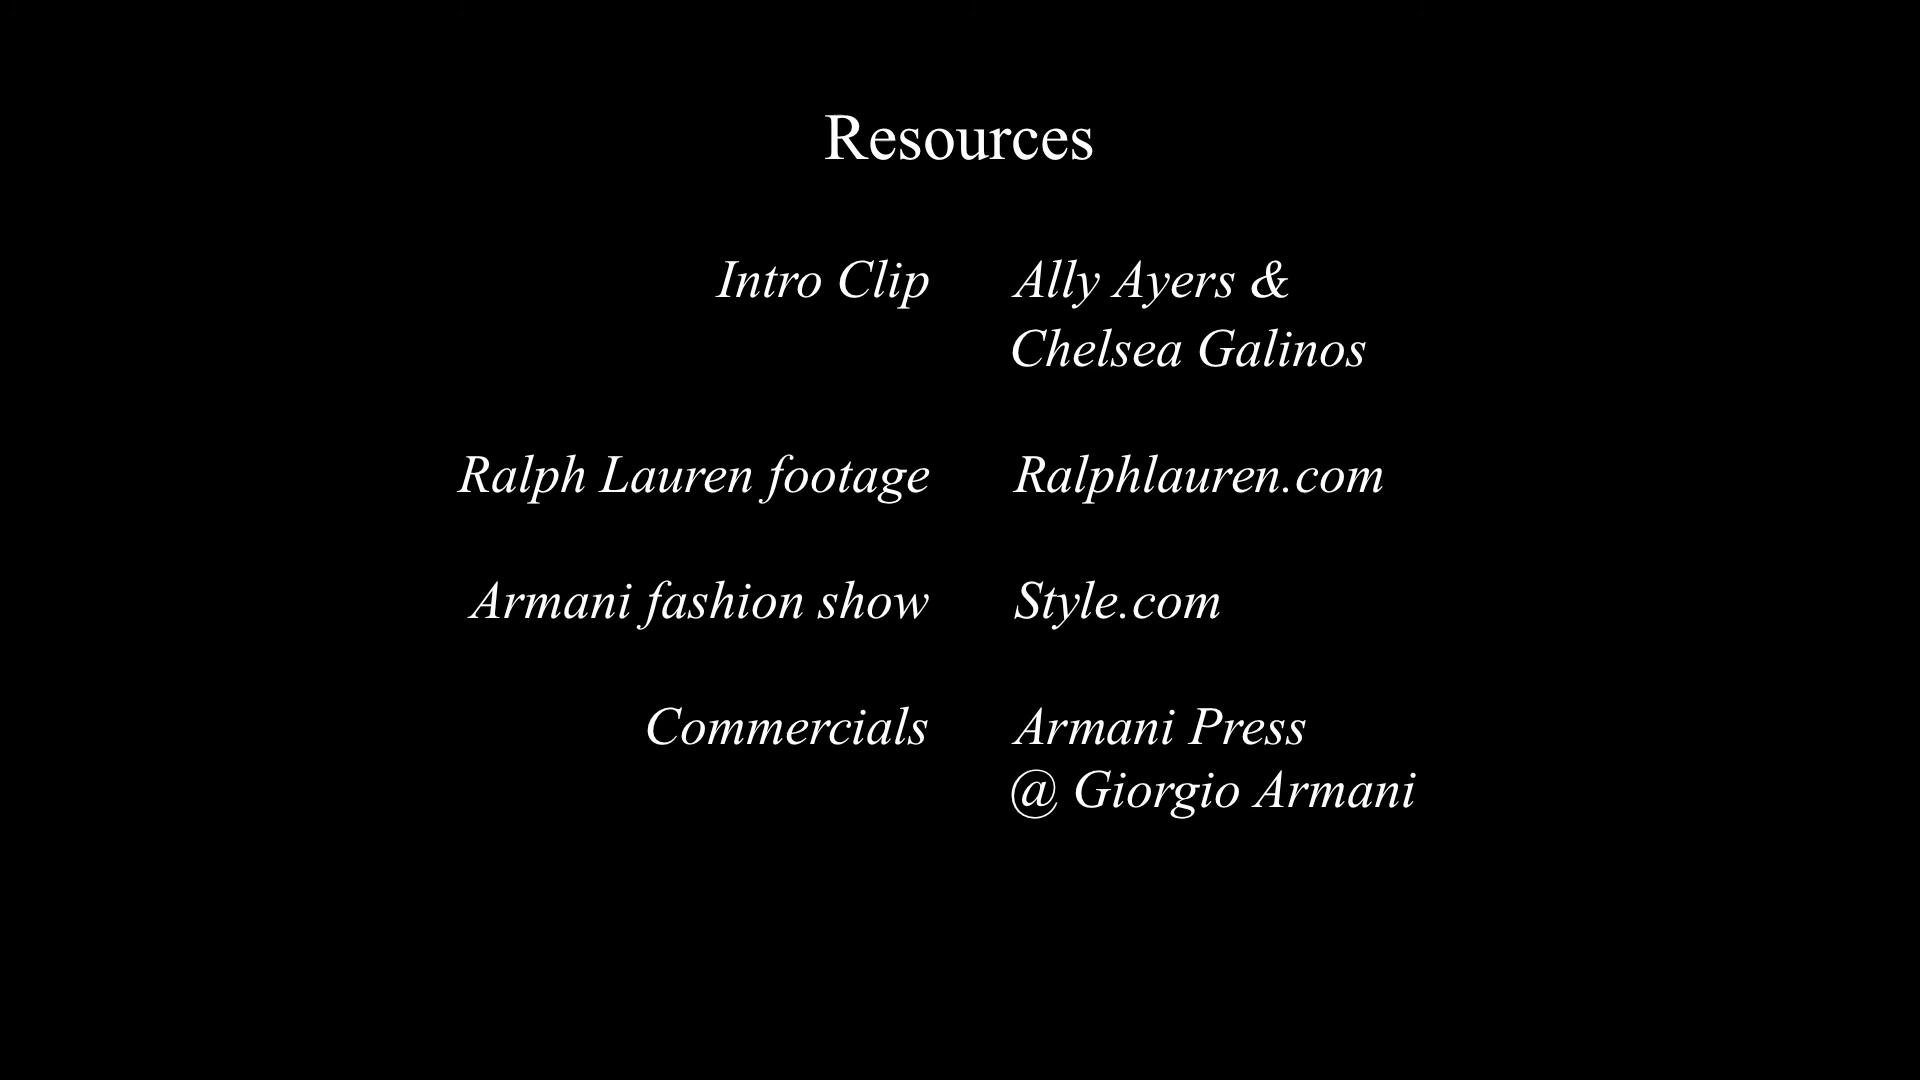 Resources
Intro Clip Ally Ayers &
Chelsea Galinos
Ralph Lauren footage Ralphlauren.com
Armani fashion show Style.com
Commercials Armani Press
@ Giorgio Armani